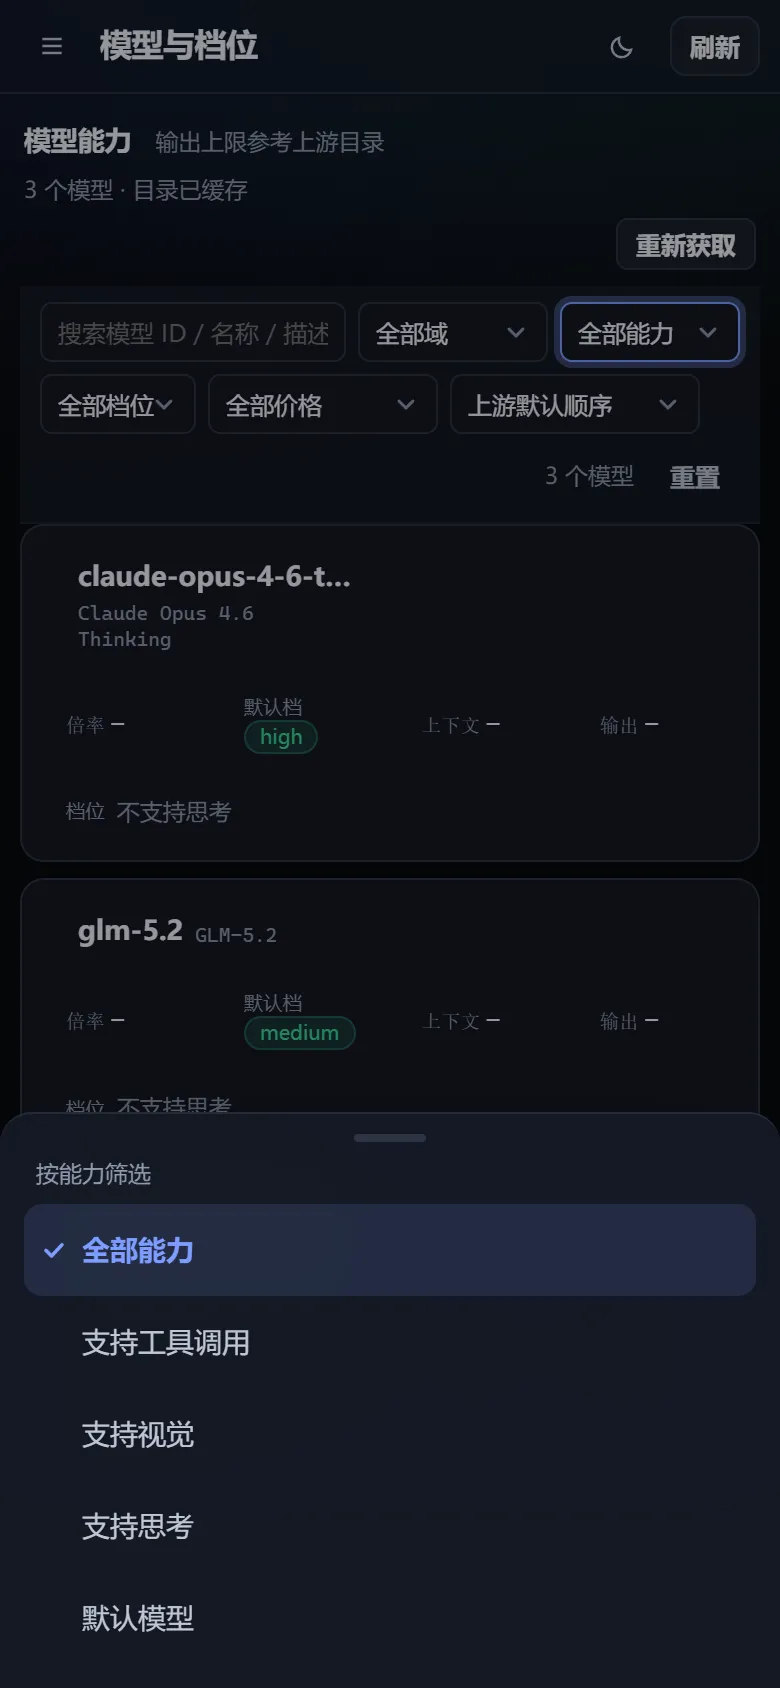 模型与档位
刷新
模型能力 输出上限参考上游目录
3 个模型 · 目录已缓存
重新获取
搜索模型 ID / 名称 / 描述 全部域 全部能力
全部档位 全部价格 上游默认顺序
3 个模型 重置
claude-opus-4-6-t...
Claude Opus 4.6
Thinking
倍率 — 默认档 high 上下文 — 输出 —
档位 不支持思考
glm-5.2 GLM-5.2
倍率 — 默认档 medium 上下文 — 输出 —
档位 不支持思考
按能力筛选
全部能力
支持工具调用
支持视觉
支持思考
默认模型